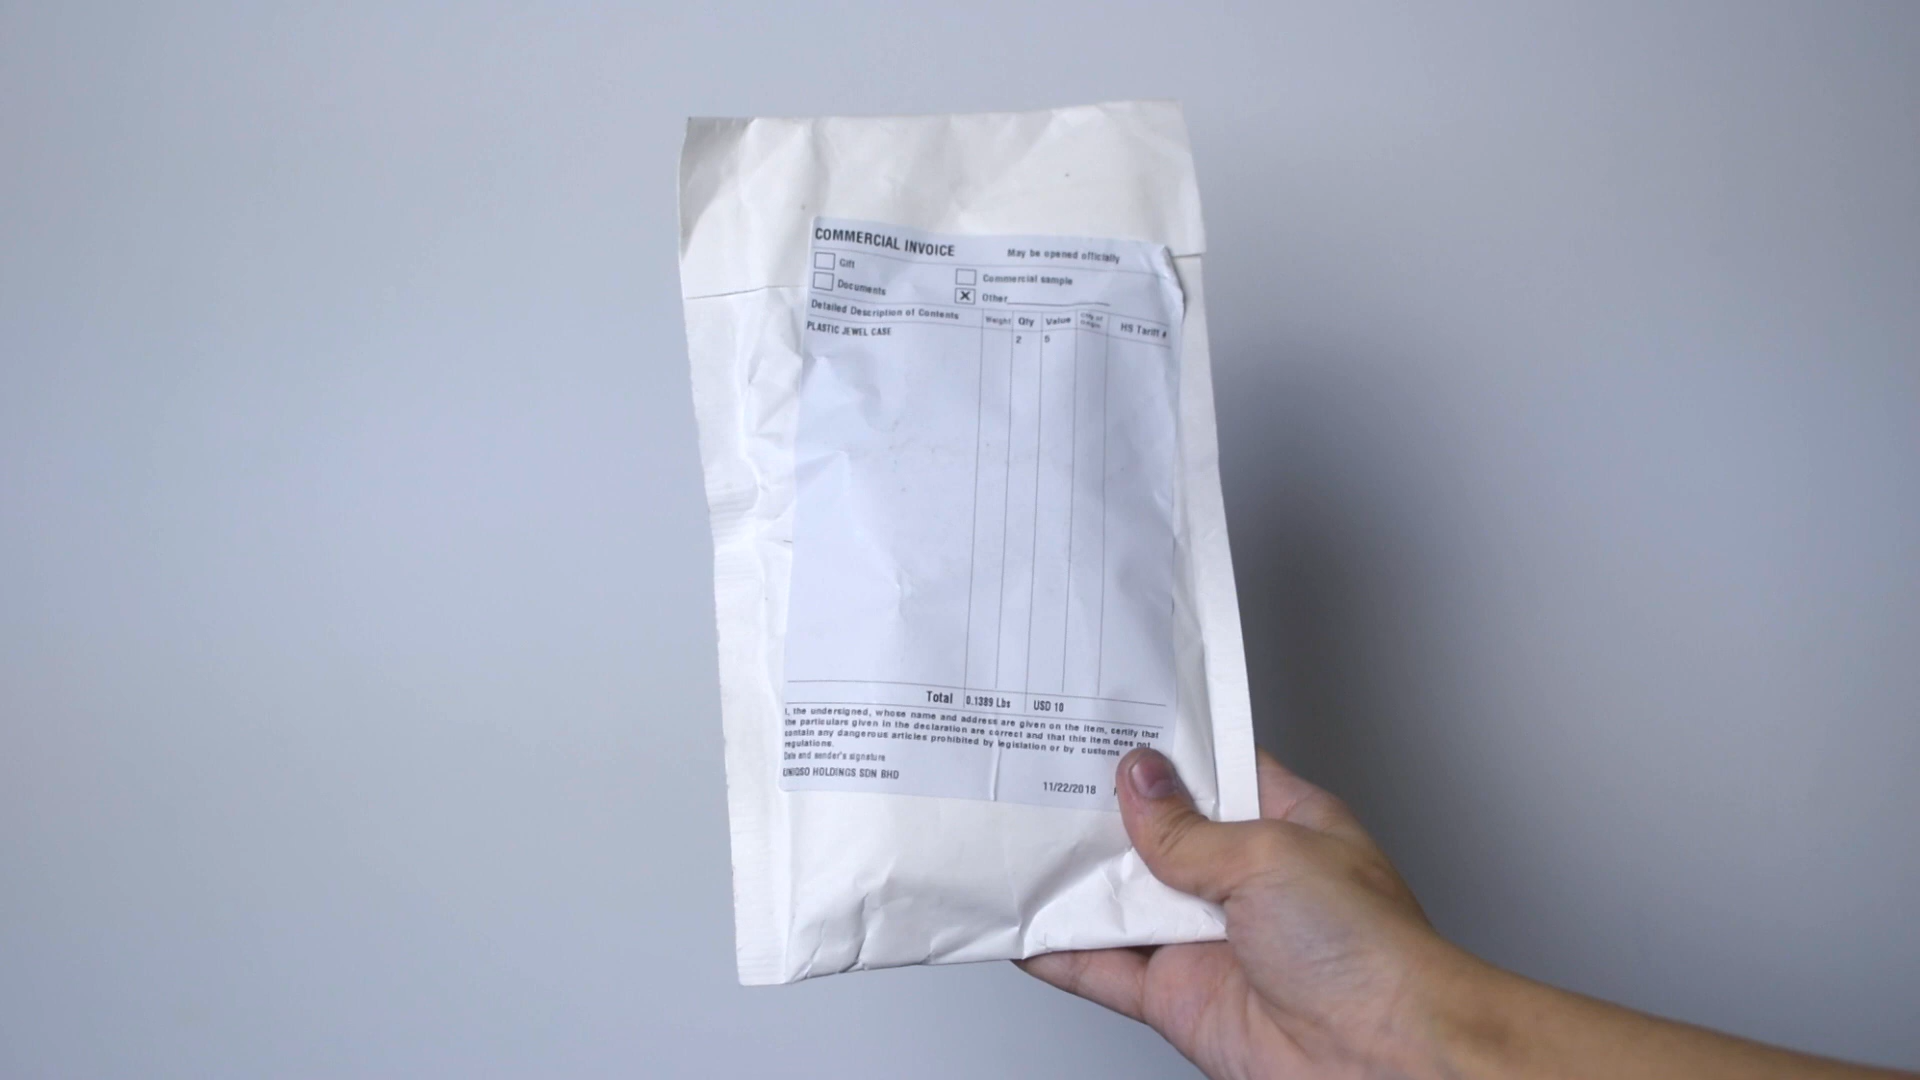 COMMERCIAL INVOICE May be opened officially
Gift Commercial sample
Documents X Other
Detailed Description of Contents Weight Qty Value HS Tariff #
PLASTIC JEWEL CASE 2 5
Total 0.1389 Lbs USD 10
I, the undersigned, whose name and address are given on the item, certify that
the particulars given in the declaration are correct and that this item does not
contain any dangerous articles prohibited by legislation or by customs
regulations.
Date and sender's signature
UNIQSO HOLDINGS SDN BHD 11/22/2018